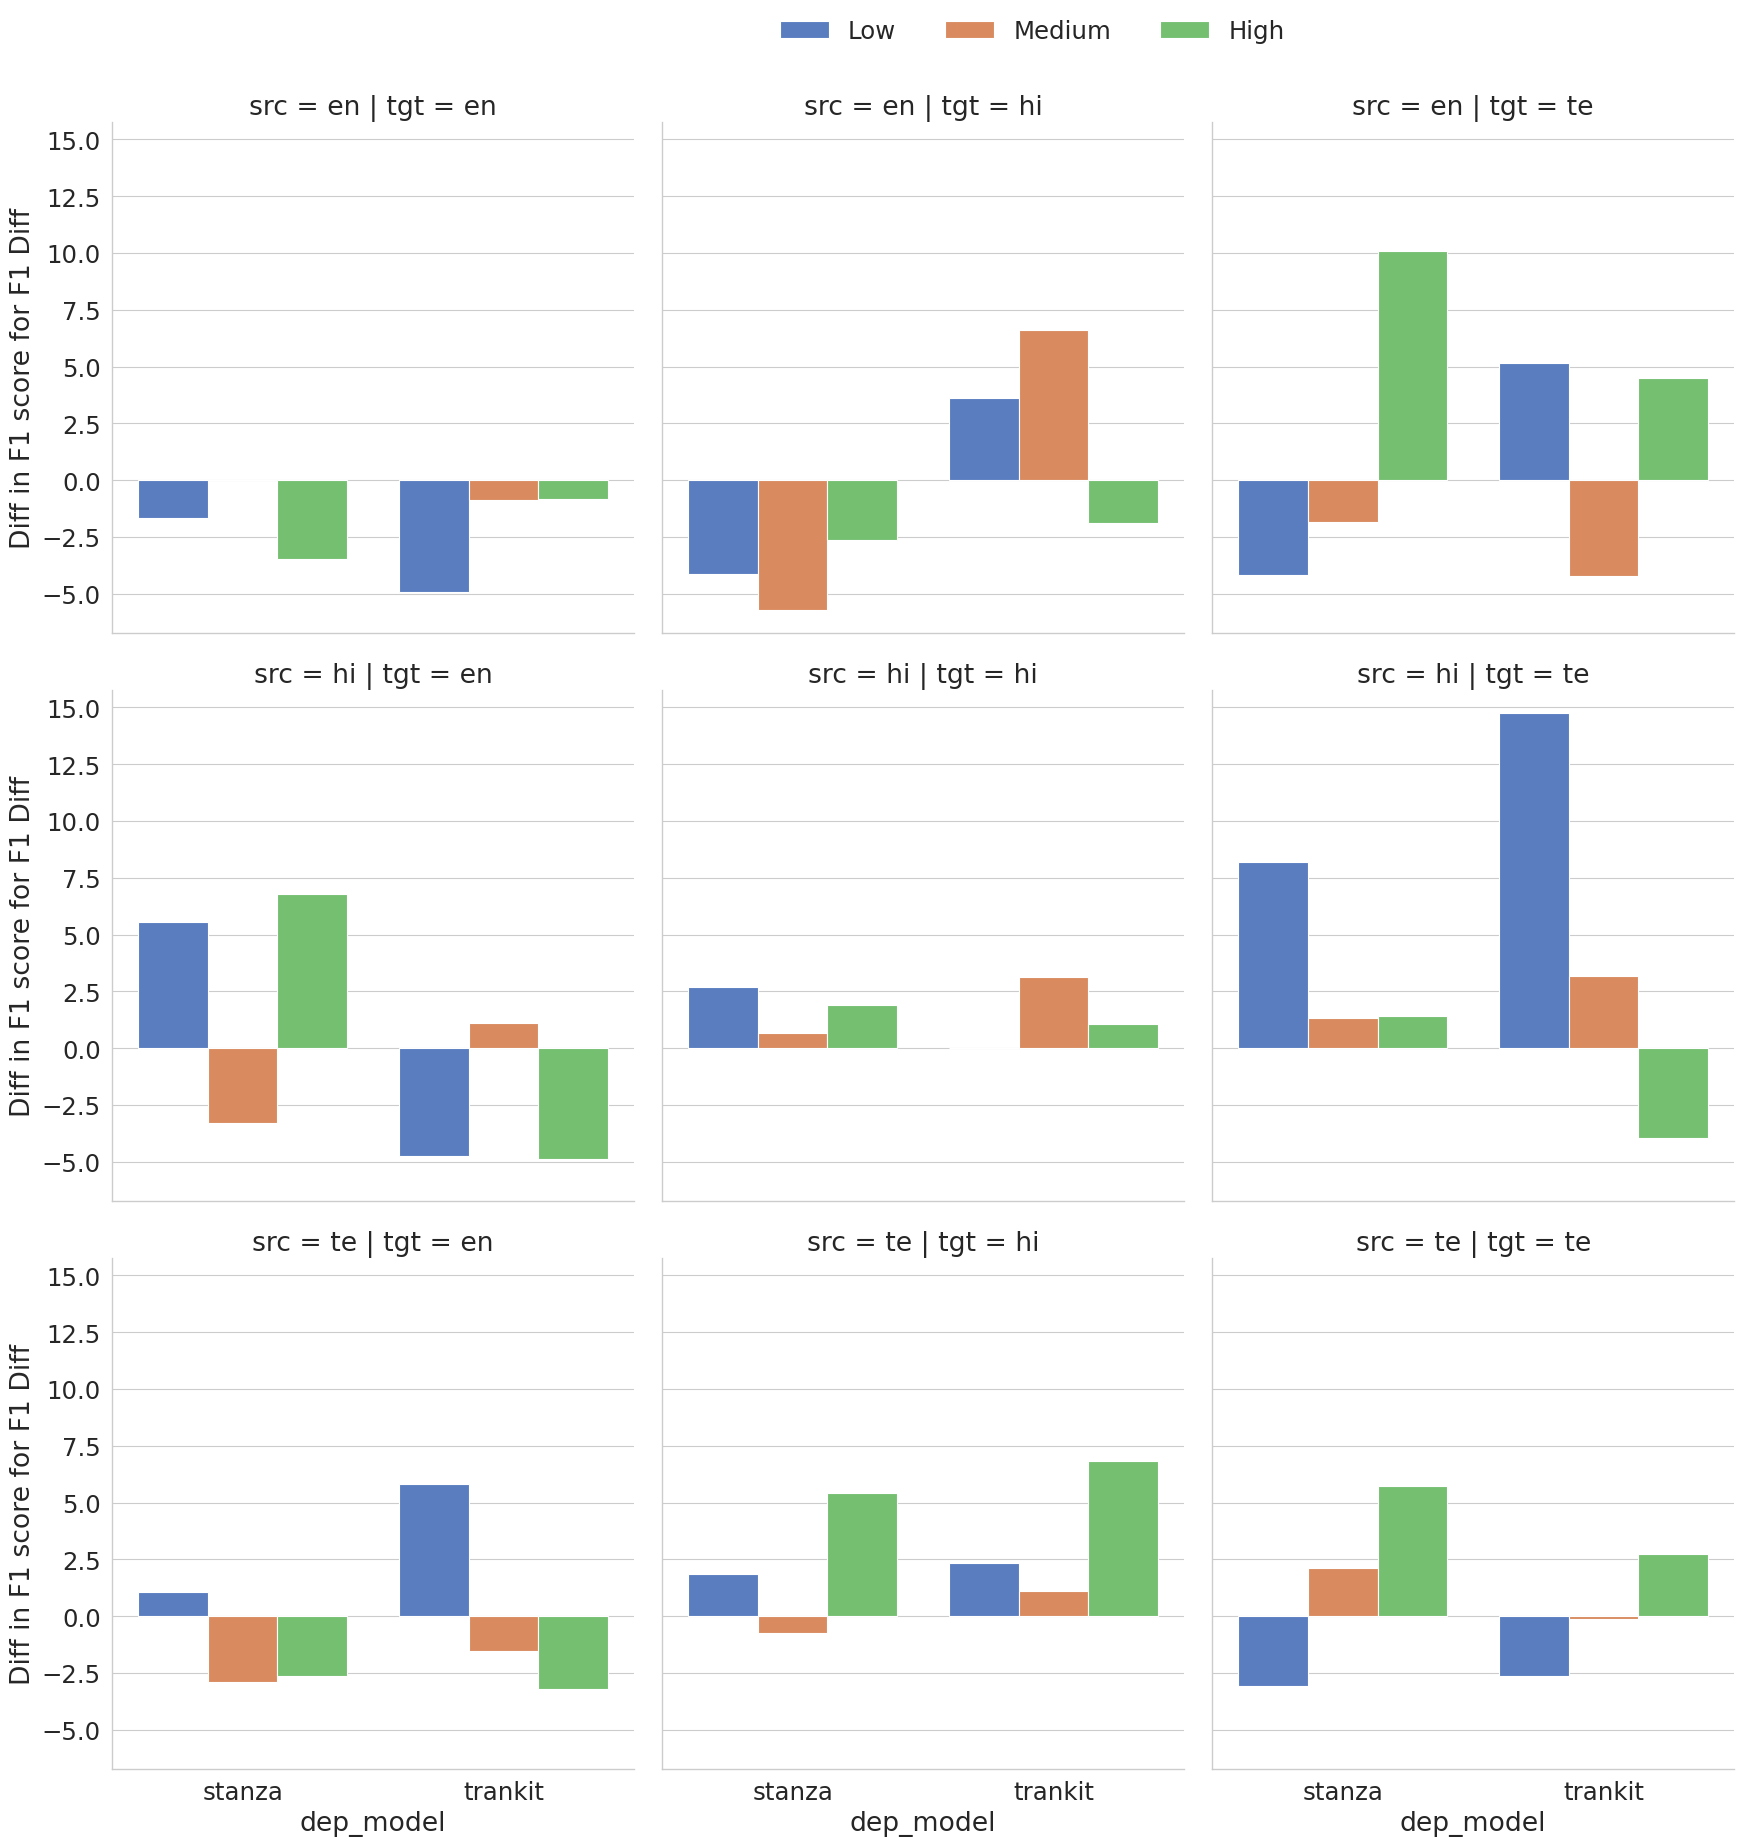 Low Medium High
src = en | tgt = en
src = en | tgt = hi
src = en | tgt = te
Diff in F1 score for F1 Diff
15.0
12.5
10.0
7.5
5.0
2.5
0.0
−2.5
−5.0
src = hi | tgt = en
src = hi | tgt = hi
src = hi | tgt = te
Diff in F1 score for F1 Diff
15.0
12.5
10.0
7.5
5.0
2.5
0.0
−2.5
−5.0
src = te | tgt = en
src = te | tgt = hi
src = te | tgt = te
Diff in F1 score for F1 Diff
15.0
12.5
10.0
7.5
5.0
2.5
0.0
−2.5
−5.0
stanza trankit
dep_model
stanza trankit
dep_model
stanza trankit
dep_model